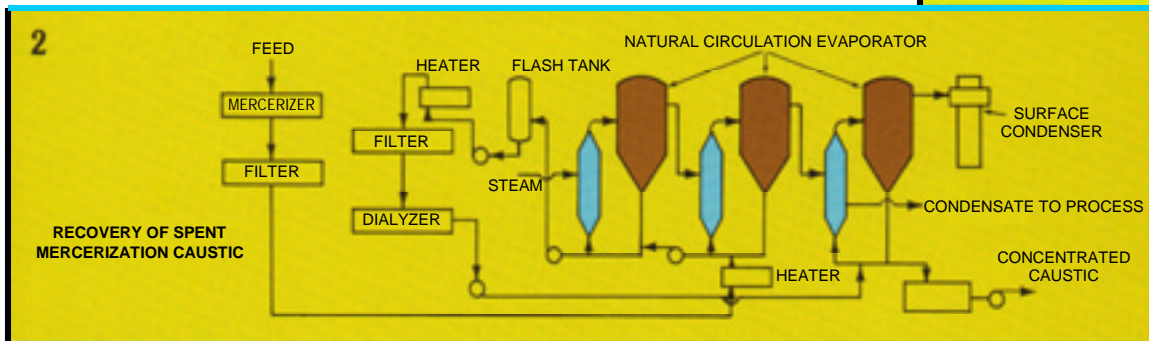 2
FEED
MERCERIZER
FILTER
RECOVERY OF SPENT
MERCERIZATION CAUSTIC
HEATER
FILTER
DIALYZER
FLASH TANK
STEAM
NATURAL CIRCULATION EVAPORATOR
SURFACE
CONDENSER
CONDENSATE TO PROCESS
HEATER
CONCENTRATED
CAUSTIC